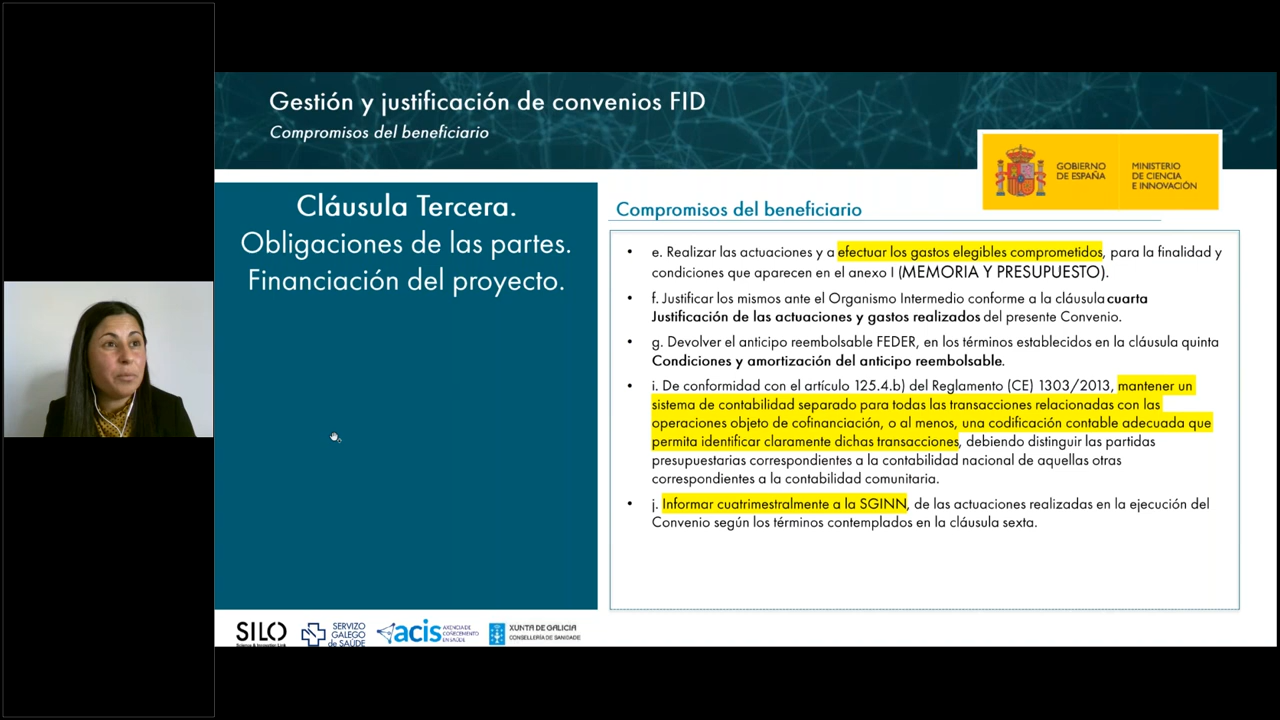 Gestión y justificación de convenios FID
Compromisos del beneficiario
GOBIERNO
DE ESPAÑA
MINISTERIO
DE CIENCIA
E INNOVACIÓN
Cláusula Tercera.
Obligaciones de las partes.
Financiación del proyecto.
Compromisos del beneficiario
• e. Realizar las actuaciones y a efectuar los gastos elegibles comprometidos, para la finalidad y
condiciones que aparecen en el anexo I (MEMORIA Y PRESUPUESTO).
• f. Justificar los mismos ante el Organismo Intermedio conforme a la cláusula cuarta
Justificación de las actuaciones y gastos realizados del presente Convenio.
• g. Devolver el anticipo reembolsable FEDER, en los términos establecidos en la cláusula quinta
Condiciones y amortización del anticipo reembolsable.
• i. De conformidad con el artículo 125.4.b) del Reglamento (CE) 1303/2013, mantener un
sistema de contabilidad separado para todas las transacciones relacionadas con las
operaciones objeto de cofinanciación, o al menos, una codificación contable adecuada que
permita identificar claramente dichas transacciones, debiendo distinguir las partidas
presupuestarias correspondientes a la contabilidad nacional de aquellas otras
correspondientes a la contabilidad comunitaria.
• j. Informar cuatrimestralmente a la SGINN, de las actuaciones realizadas en la ejecución del
Convenio según los términos contemplados en la cláusula sexta.
SILO
Science & Innovation Link
SERVIZO
GALEGO
de SAÚDE
acis
AXENCIA DE
COÑECEMENTO
EN SAÚDE
XUNTA DE GALICIA
CONSELLERÍA DE SANIDADE